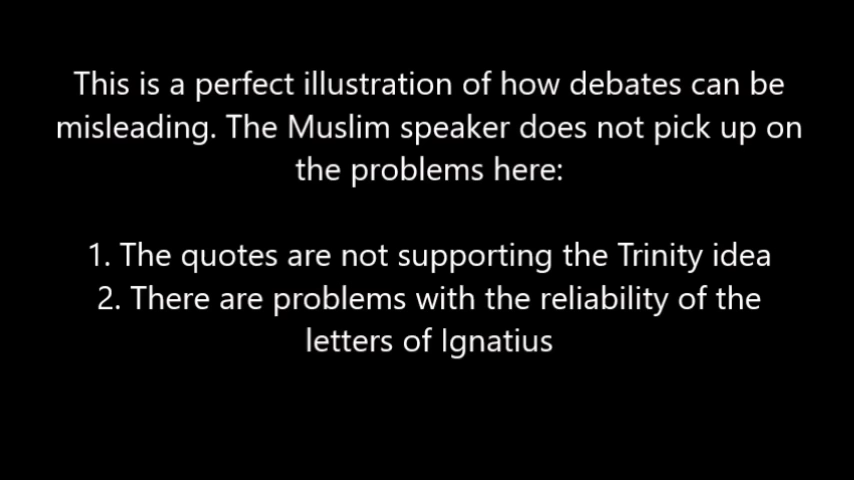 This is a perfect illustration of how debates can be
misleading. The Muslim speaker does not pick up on
the problems here:
1. The quotes are not supporting the Trinity idea
2. There are problems with the reliability of the
letters of Ignatius